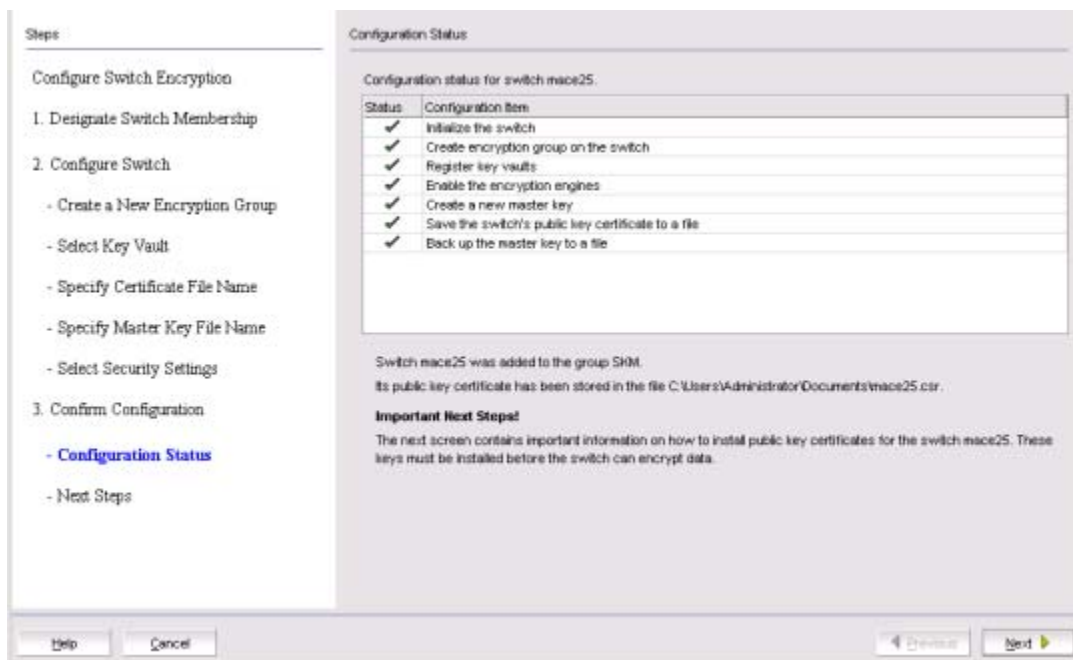 Steps
Configure Switch Encryption
1. Designate Switch Membership
2. Configure Switch
- Create a New Encryption Group
- Select Key Vault
- Specify Certificate File Name
- Specify Master Key File Name
- Select Security Settings
3. Confirm Configuration
- Configuration Status
- Next Steps
Configuration Status
Configuration status for switch mace25.
Status Configuration Item
✔ Initialize the switch
✔ Create encryption group on the switch
✔ Register key vaults
✔ Enable the encryption engines
✔ Create a new master key
✔ Save the switch's public key certificate to a file
✔ Back up the master key to a file
Switch mace25 was added to the group SKM.
Its public key certificate has been stored in the file C:\Users\Administrator\Documents\mace25.csr.
Important Next Steps!
The next screen contains important information on how to install public key certificates for the switch mace25. These
keys must be installed before the switch can encrypt data.
Help Cancel Previous Next